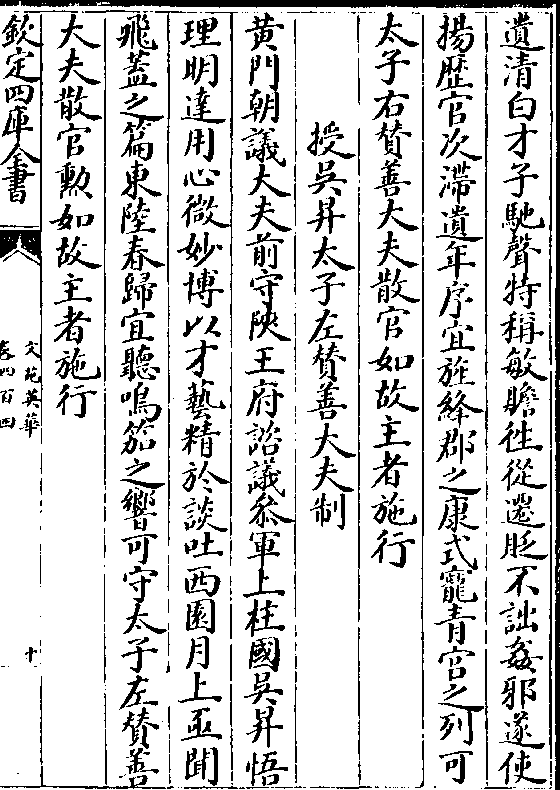 遺清白才子馳聲特稱敏贍徃從遷貶不詘姦邪遂使
揚歴官次滯遺年序宜旌絳郡之康式寵青宫之列可
太子右賛善大夫散官如故主者施行
授吳昇太子左賛善大夫制
黄門朝議大夫前守陜王府諮議叅軍上柱國吳昇悟
理明達用心微妙博以才藝精於談吐西園月上亟聞
飛蓋之篇東陸春歸宜聽鳴笳之響可守太子左賛善
大夫散官勲如故主者施行
欽定四庫全書
文苑英華
卷四百四
十